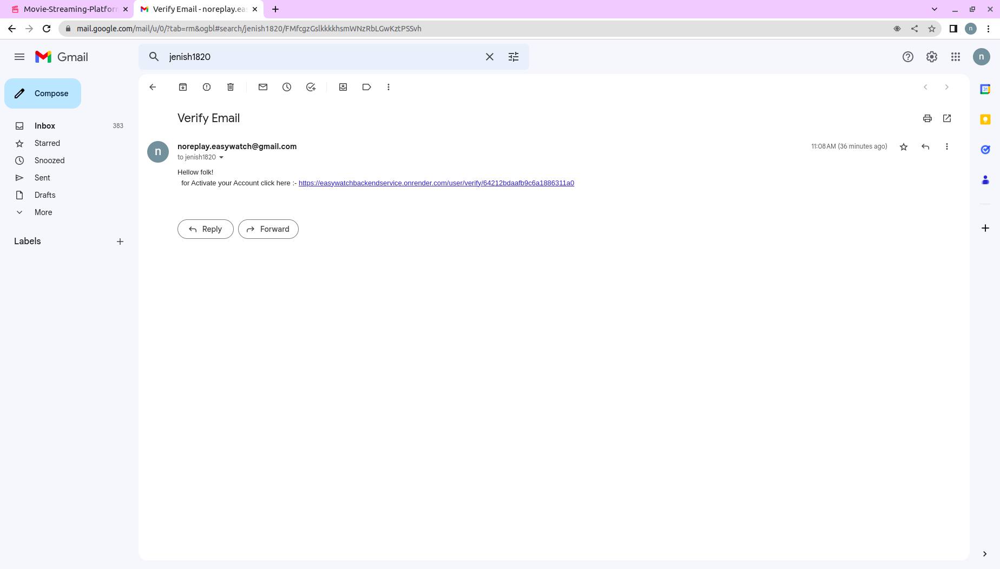 Movie-Streaming-Platfor
Verify Email - noreplay.eas
mail.google.com/mail/u/0/?tab=rm&ogbl#search/jenish1820/FMfcgzGslkkkkhsmWNzRbLGwKztPSSvh
n
Gmail
jenish1820
n
Compose
Inbox 383
Starred
Snoozed
Sent
Drafts
More
Labels
Verify Email
n
noreplay.easywatch@gmail.com
11:08 AM (36 minutes ago)
to jenish1820
Hellow folk!
for Activate your Account click here :- https://easywatchbackendservice.onrender.com/user/verify/64212bdaafb9c6a1886311a0
Reply
Forward
31